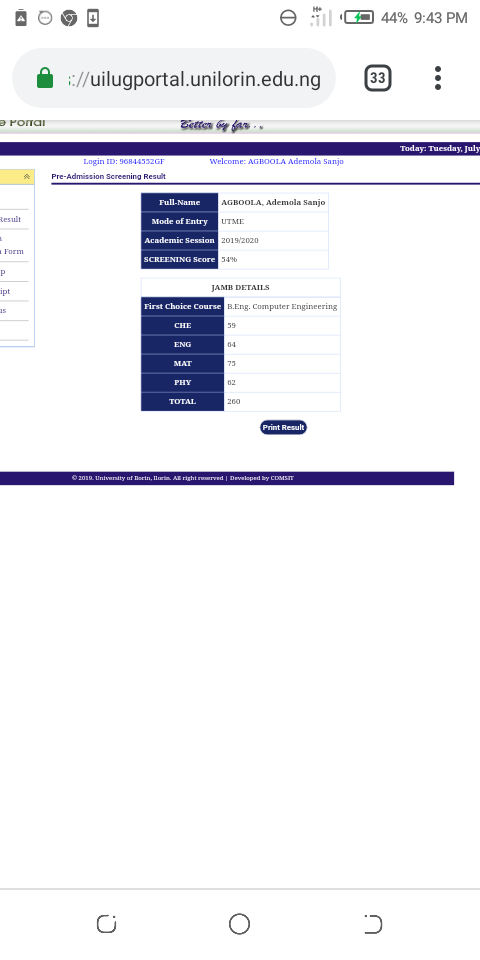 H+
44% 9:43 PM
://uilugportal.unilorin.edu.ng
33
e Portal
Better by far . . .
Today: Tuesday, July
Login ID: 96844552GF Welcome: AGBOOLA Ademola Sanjo
Pre-Admission Screening Result
Full-Name AGBOOLA, Ademola Sanjo
Result
Mode of Entry UTME
n
Academic Session 2019/2020
n Form
SCREENING Score 54%
p
JAMB DETAILS
ipt
First Choice Course B.Eng. Computer Engineering
us
CHE 59
ENG 64
MAT 75
PHY 62
TOTAL 260
Print Result
© 2019. University of Ilorin, Ilorin. All right reserved | Developed by COMSIT